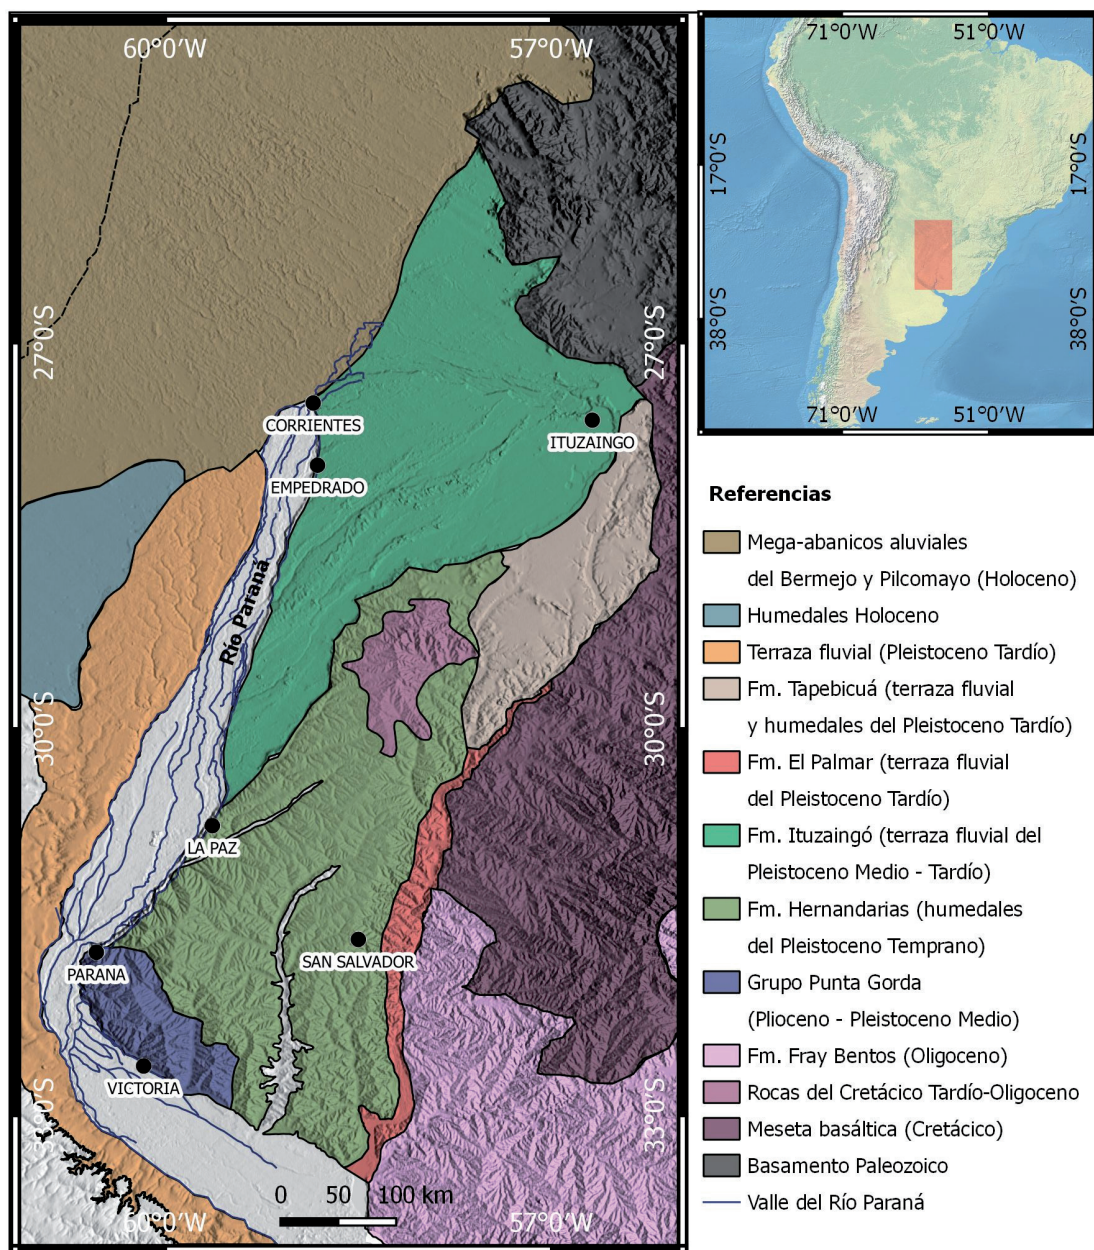 60°0’W
57°0’W
27°0’S
27°0’S
CORRIENTES
ITUZAINGO
EMPEDRADO
Río Paraná
30°0’S
30°0’S
LA PAZ
PARANA
SAN SALVADOR
VICTORIA
33°0’S
33°0’S
0 50 100 km
60°0’W
57°0’W
71°0’W
51°0’W
17°0’S
17°0’S
38°0’S
38°0’S
71°0’W
51°0’W
Referencias
Mega-abanicos aluviales
del Bermejo y Pilcomayo (Holoceno)
Humedales Holoceno
Terraza fluvial (Pleistoceno Tardío)
Fm. Tapebicuá (terraza fluvial
y humedales del Pleistoceno Tardío)
Fm. El Palmar (terraza fluvial
del Pleistoceno Tardío)
Fm. Ituzaingó (terraza fluvial del
Pleistoceno Medio - Tardío)
Fm. Hernandarias (humedales
del Pleistoceno Temprano)
Grupo Punta Gorda
(Plioceno - Pleistoceno Medio)
Fm. Fray Bentos (Oligoceno)
Rocas del Cretácico Tardío-Oligoceno
Meseta basáltica (Cretácico)
Basamento Paleozoico
Valle del Río Paraná